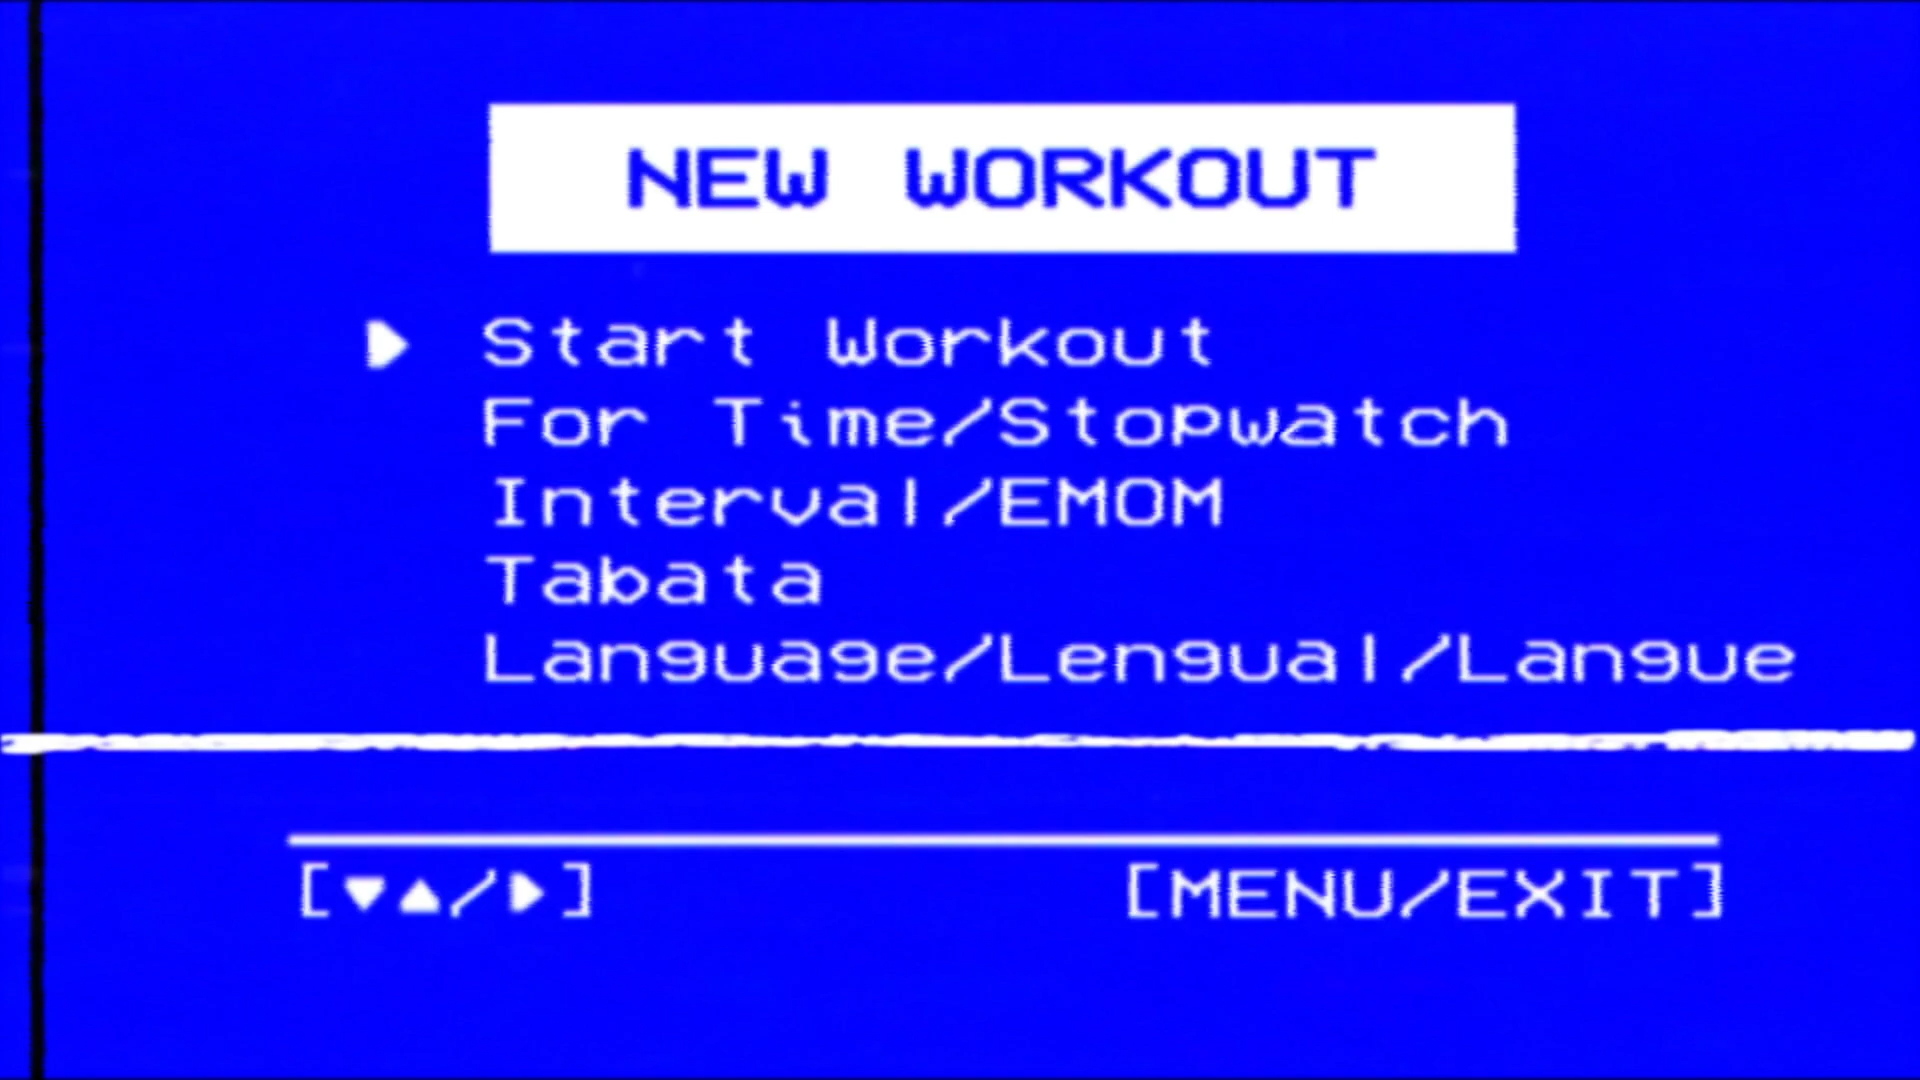 NEW WORKOUT
▶ Start Workout
For Time/Stopwatch
Interval/EMOM
Tabata
Language/Lengual/Langue
[▼▲/▶]
[MENU/EXIT]